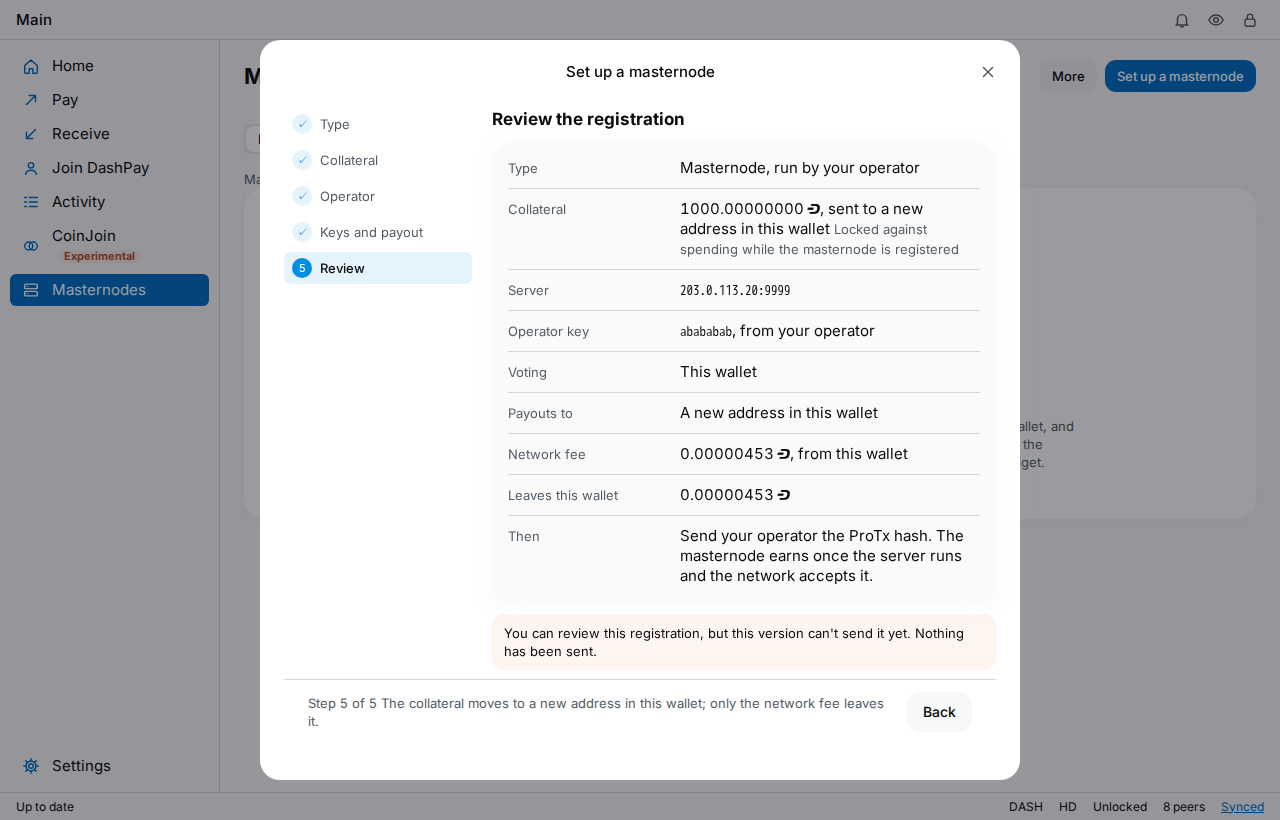 Main
Home
Pay
Receive
Join DashPay
Activity
CoinJoin
Experimental
Masternodes
Settings
More
Set up a masternode
Set up a masternode
✓ Type
✓ Collateral
✓ Operator
✓ Keys and payout
5 Review
Review the registration
Type
Masternode, run by your operator
Collateral
1000.00000000 , sent to a new
address in this wallet Locked against
spending while the masternode is registered
Server
203.0.113.20:9999
Operator key
abababab, from your operator
Voting
This wallet
Payouts to
A new address in this wallet
Network fee
0.00000453 , from this wallet
Leaves this wallet
0.00000453
Then
Send your operator the ProTx hash. The
masternode earns once the server runs
and the network accepts it.
You can review this registration, but this version can't send it yet. Nothing
has been sent.
Step 5 of 5 The collateral moves to a new address in this wallet; only the network fee leaves
it.
Back
and
the
Up to date
DASH
HD
Unlocked
8 peers
Synced